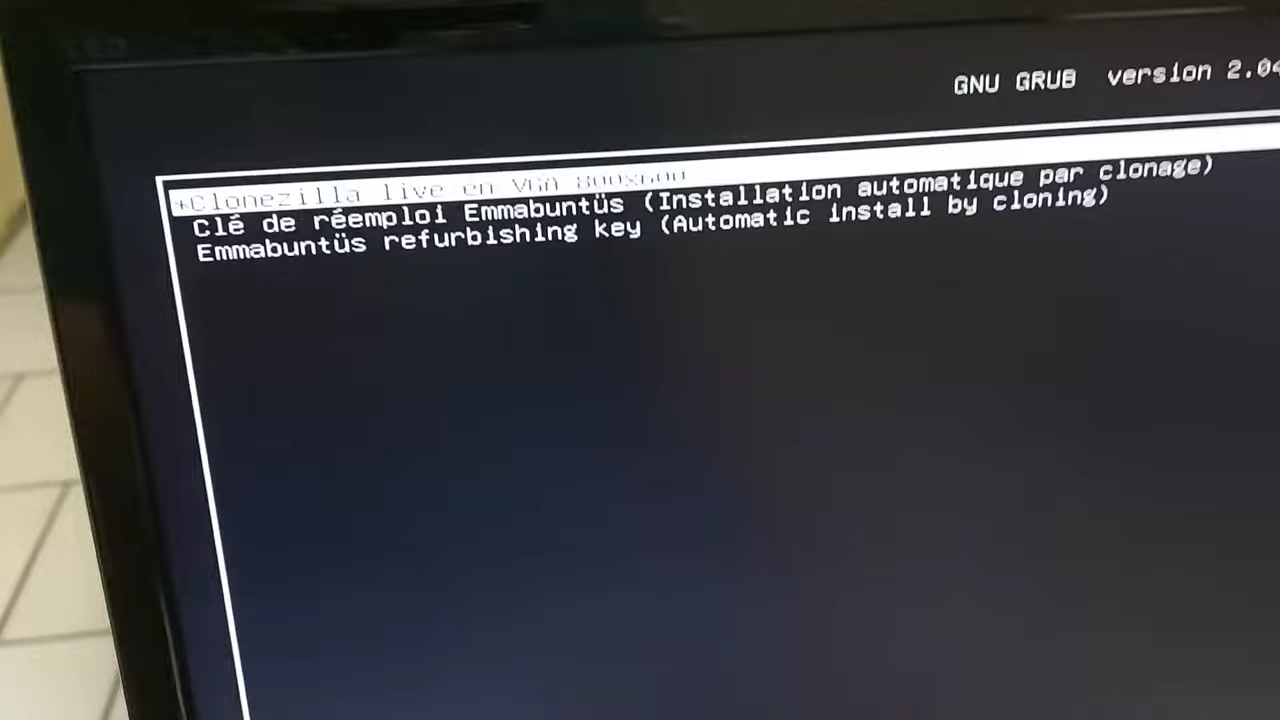 GNU GRUB version 2.04
*Clonezilla live en VGA 800x600
Clé de réemploi Emmabuntüs (Installation automatique par clonage)
Emmabuntüs refurbishing key (Automatic install by cloning)